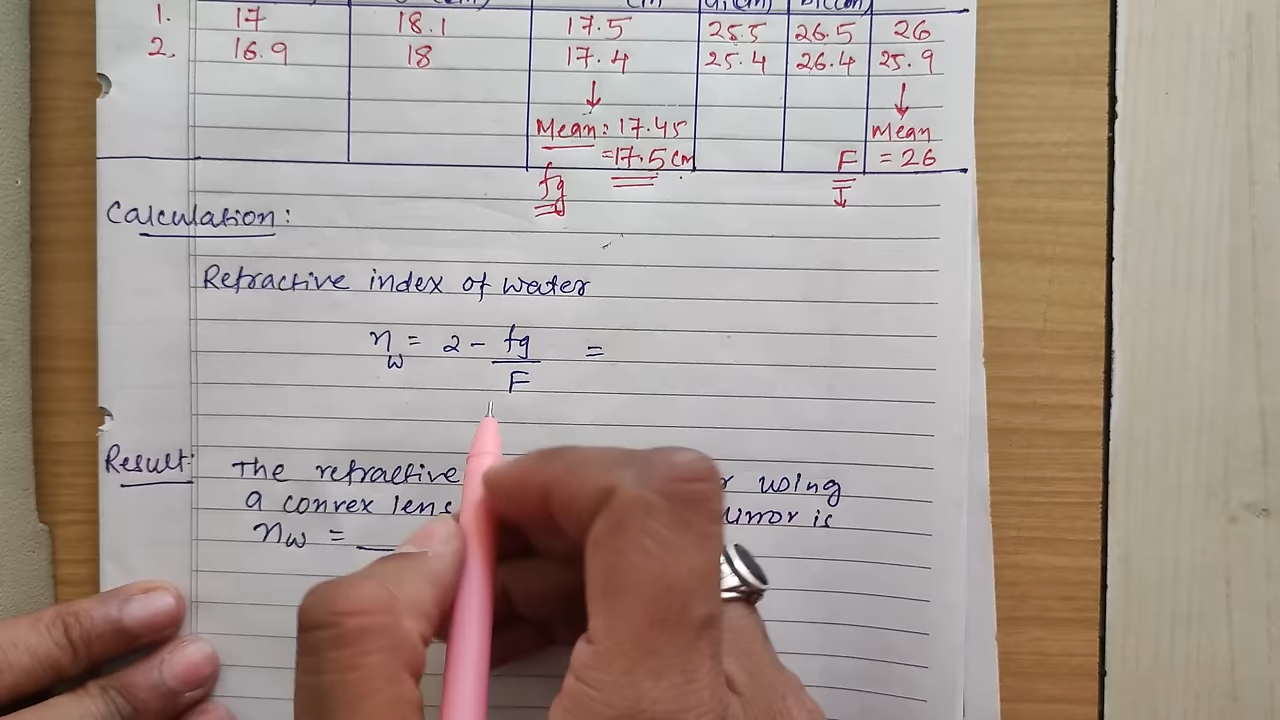 1. 17 18.1 17.5 25.5 26.5 26
2. 16.9 18 17.4 25.4 26.4 25.9
↓ ↓
Mean: 17.45 Mean
=17.5 cm F = 26
fg ↓
Calculation:
Refractive index of water
nw = 2 - fg/F =
Result: The refractive using
a convex lens is
nw =